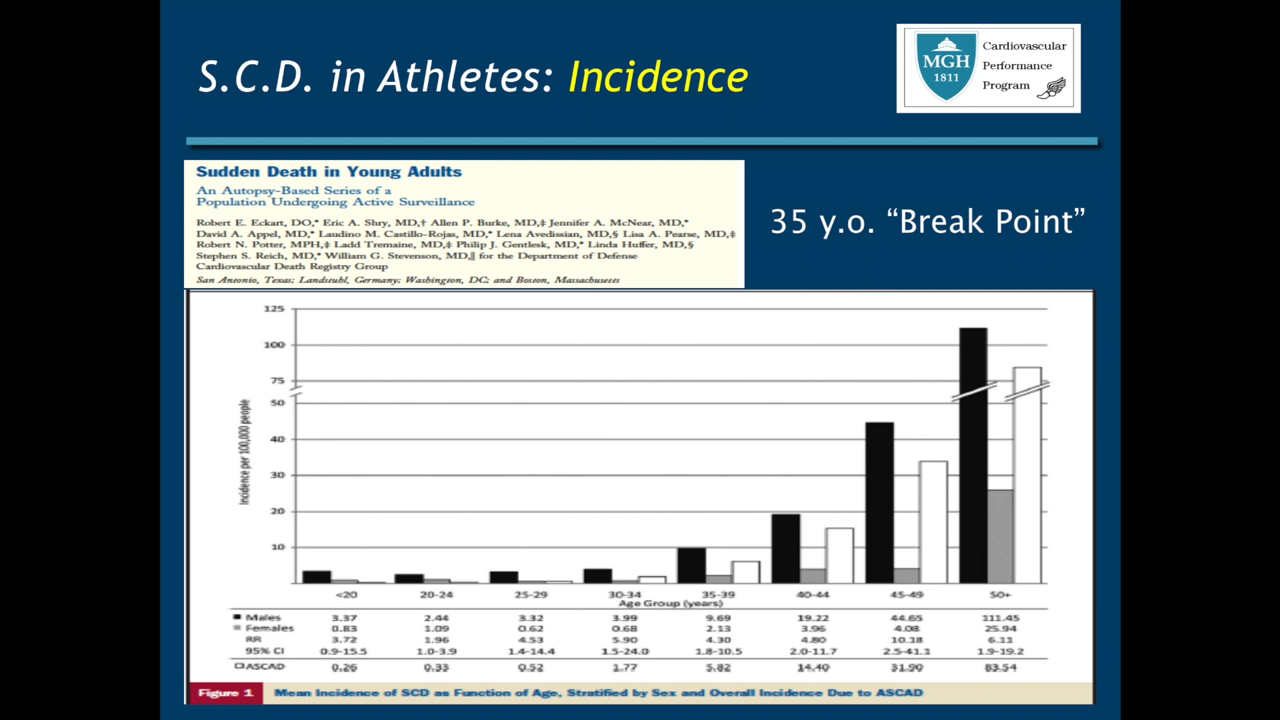 S.C.D. in Athletes: Incidence
MGH
1811
Cardiovascular
Performance
Program
Sudden Death in Young Adults
An Autopsy-Based Series of a
Population Undergoing Active Surveillance
Robert E. Eckart, DO,* Eric A. Shry, MD,† Allen P. Burke, MD,‡ Jennifer A. McNear, MD,*
David A. Appel, MD,* Laudino M. Castillo-Rojas, MD,* Lena Avedissian, MD,§ Lisa A. Pearse, MD,‡
Robert N. Potter, MPH,‡ Ladd Tremaine, MD,‡ Philip J. Gentlesk, MD,* Linda Huffer, MD,§
Stephen S. Reich, MD,* William G. Stevenson, MD,|| for the Department of Defense
Cardiovascular Death Registry Group
San Antonio, Texas; Landstuhl, Germany; Washington, DC; and Boston, Massachusetts
35 y.o. “Break Point”
125
100
75
50
40
30
20
10
Incidence per 100,000 people
<20 20-24 25-29 30-34 35-39 40-44 45-49 50+
Age Group (years)
Males 3.37 2.44 3.32 3.99 9.69 19.22 44.65 111.45
Females 0.83 1.09 0.62 0.68 2.13 3.96 4.08 25.94
RR 3.72 1.96 4.53 5.90 4.30 4.80 10.18 6.11
95% CI 0.9-15.5 1.0-3.9 1.4-14.4 1.5-24.0 1.8-10.5 2.0-11.7 2.5-41.1 1.9-19.2
ASCAD 0.26 0.33 0.52 1.77 5.82 14.40 31.90 83.54
Figure 1 Mean Incidence of SCD as Function of Age, Stratified by Sex and Overall Incidence Due to ASCAD